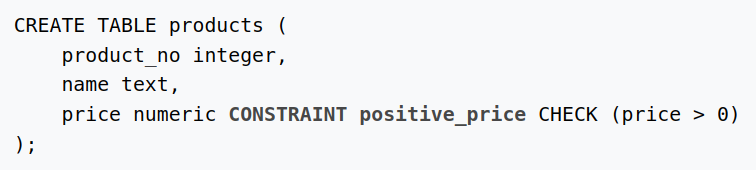 CREATE TABLE products (
    product_no integer,
    name text,
    price numeric CONSTRAINT positive_price CHECK (price > 0)
);